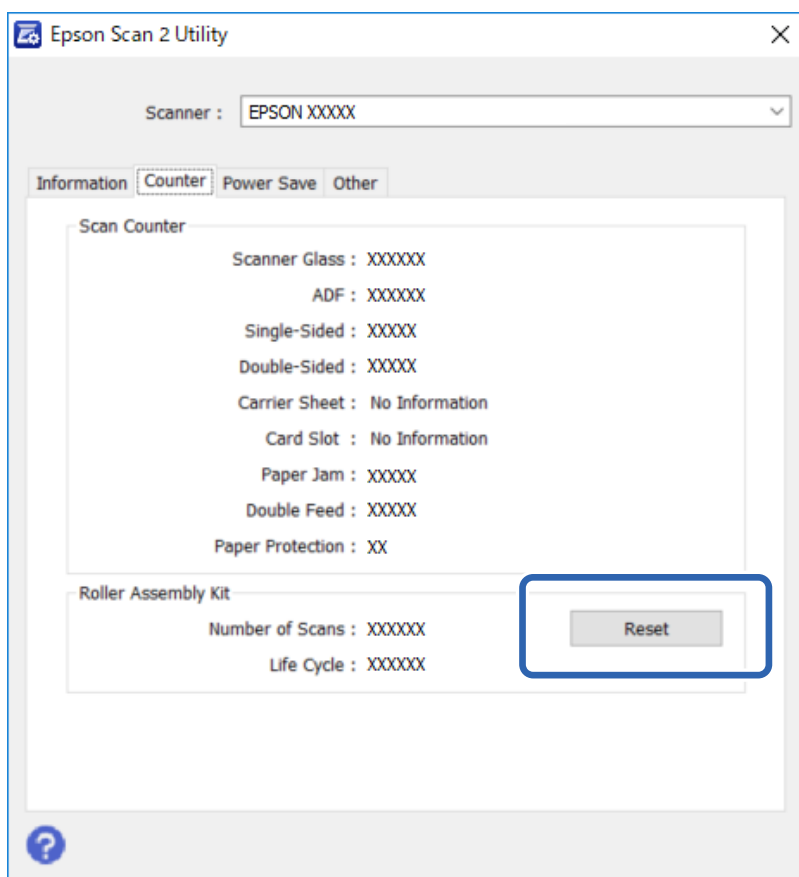 Epson Scan 2 Utility
Scanner : EPSON XXXXX
Information Counter Power Save Other
Scan Counter
Scanner Glass : XXXXXX
ADF : XXXXXX
Single-Sided : XXXXX
Double-Sided : XXXXX
Carrier Sheet : No Information
Card Slot : No Information
Paper Jam : XXXXX
Double Feed : XXXXX
Paper Protection : XX
Roller Assembly Kit
Number of Scans : XXXXXX Reset
Life Cycle : XXXXXX
?